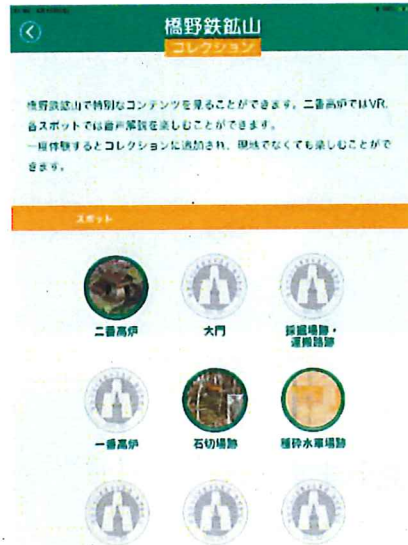 橋野鉄鉱山
コレクション
橋野鉄鉱山で特別なコンテンツを見ることができます。二番高炉ではVR、
各スポットでは音声解説を楽しむことができます。
一度体験するとコレクションに追加され、現地でなくても楽しむことがで
きます。
スポット
二番高炉
大門
採掘場跡・
運搬路跡
一番高炉
石切場跡
種砕水車場跡